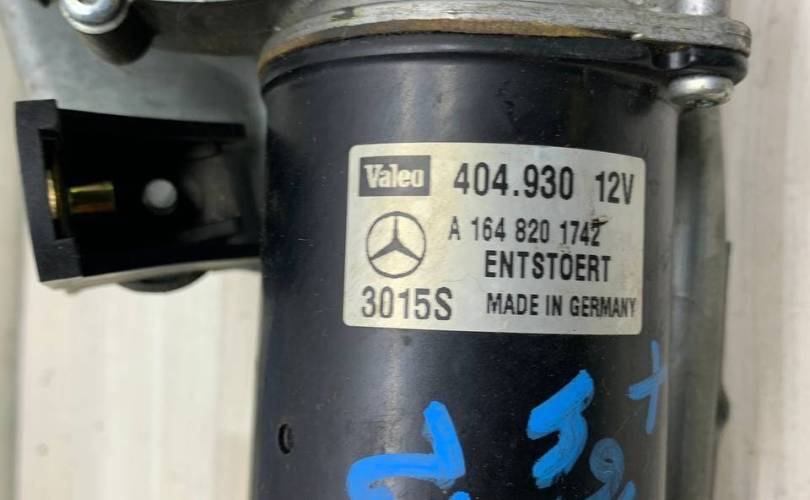 Valeo 404.930 12V
A 164 820 1742
ENTSTOERT
3015S MADE IN GERMANY